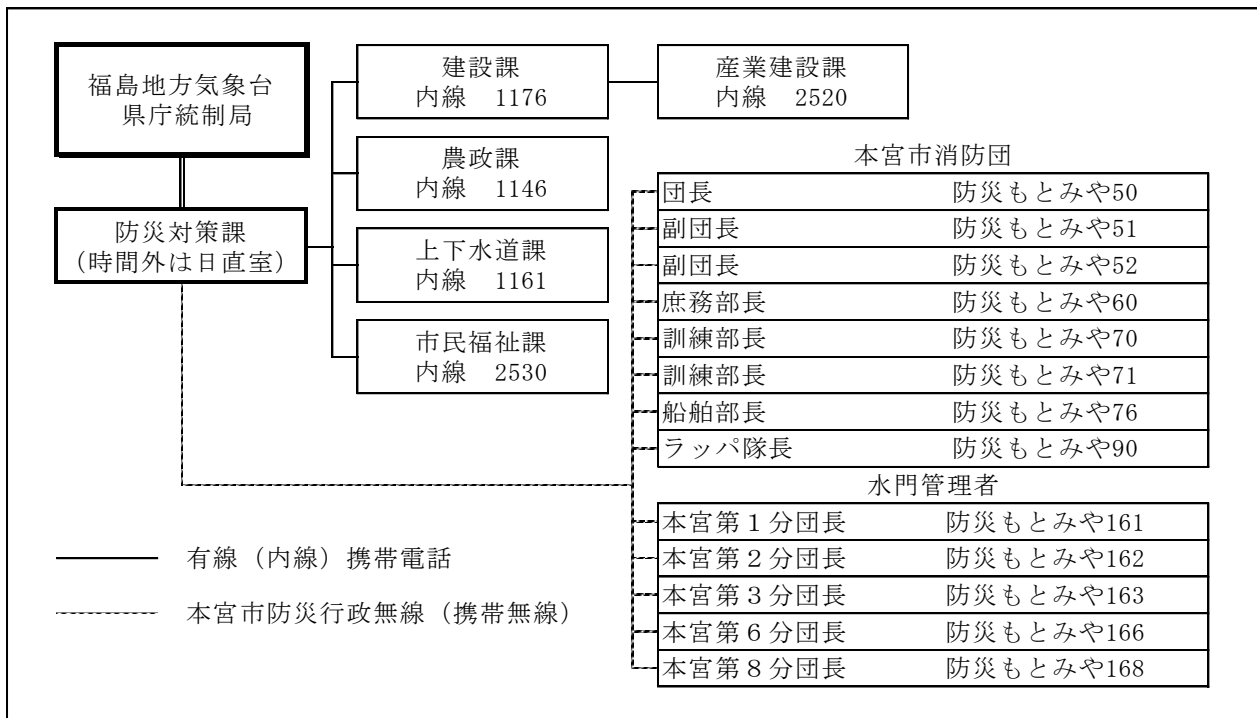 福島地方気象台
県庁統制局
防災対策課
(時間外は日直室)
建設課
内線　1176
産業建設課
内線　2520
農政課
内線　1146
上下水道課
内線　1161
市民福祉課
内線　2530
本宮市消防団
団長　防災もとみや50
副団長　防災もとみや51
副団長　防災もとみや52
庶務部長　防災もとみや60
訓練部長　防災もとみや70
訓練部長　防災もとみや71
船舶部長　防災もとみや76
ラッパ隊長　防災もとみや90
水門管理者
本宮第１分団長　防災もとみや161
本宮第２分団長　防災もとみや162
本宮第３分団長　防災もとみや163
本宮第６分団長　防災もとみや166
本宮第８分団長　防災もとみや168
有線（内線）携帯電話
本宮市防災行政無線（携帯無線）